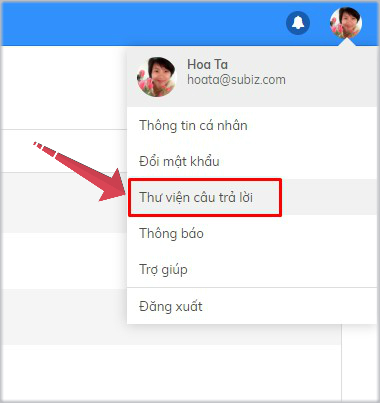 Hoa Ta
hoata@subiz.com
Thông tin cá nhân
Đổi mật khẩu
Thư viện câu trả lời
Thông báo
Trợ giúp
Đăng xuất